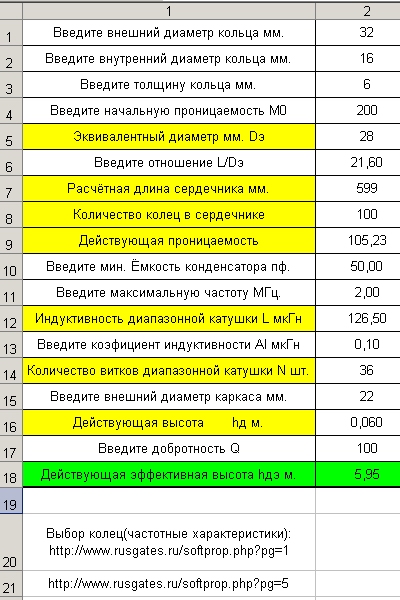 1 2
1 Введите внешний диаметр кольца мм. 32
2 Введите внутренний диаметр кольца мм. 16
3 Введите толщину кольца мм. 6
4 Введите начальную проницаемость М0 200
5 Эквивалентный диаметр мм. Dэ 28
6 Введите отношение L/Dэ 21,60
7 Расчётная длина сердечника мм. 599
8 Количество колец в сердечнике 100
9 Действующая проницаемость 105,23
10 Введите мин. Ёмкость конденсатора пф. 50,00
11 Введите максимальную частоту МГц. 2,00
12 Индуктивность диапазонной катушки L мкГн 126,50
13 Введите коэфициент индуктивности Al мкГн 0,10
14 Количество витков диапазонной катушки N шт. 36
15 Введите внешний диаметр каркаса мм. 22
16 Действующая высота hд м. 0,060
17 Введите добротность Q 100
18 Действующая эффективная высота hдэ м. 5,95
19
Выбор колец(частотные характеристики):
20 http://www.rusgates.ru/softprop.php?pg=1
21 http://www.rusgates.ru/softprop.php?pg=5